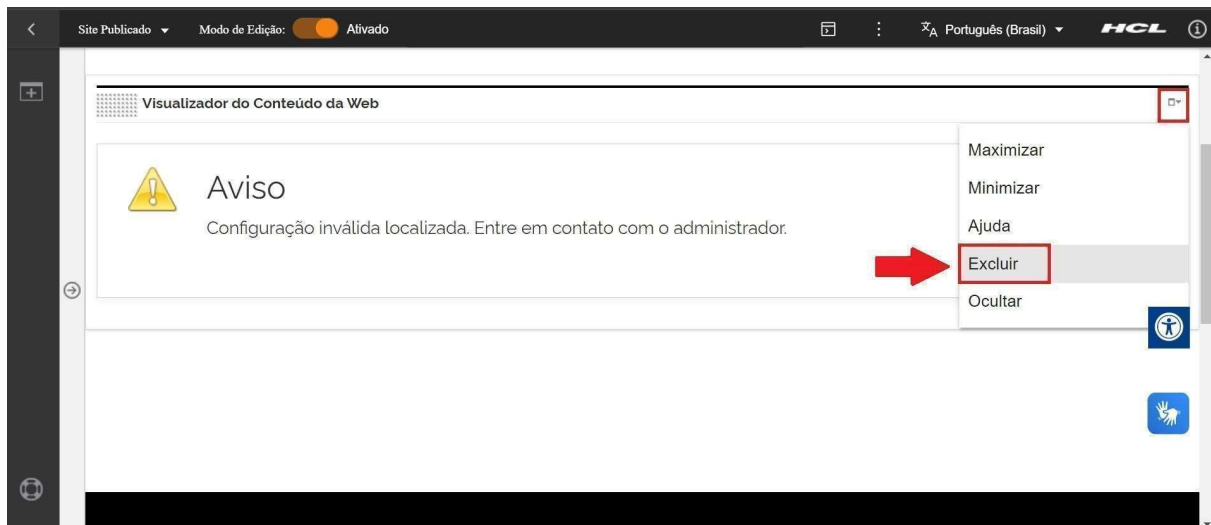 Site Publicado
Modo de Edição:
Ativado
Português (Brasil)
HCL
Visualizador do Conteúdo da Web
Aviso
Configuração inválida localizada. Entre em contato com o administrador.
Maximizar
Minimizar
Ajuda
Excluir
Ocultar